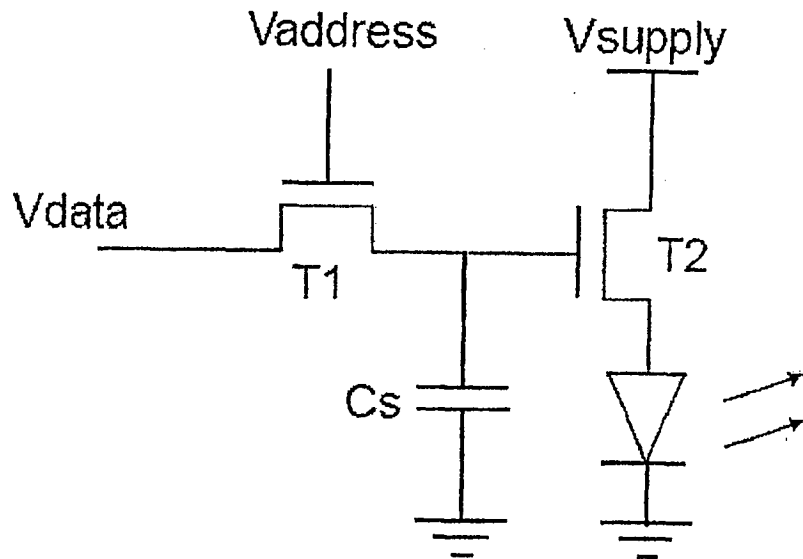 Vaddress
Vsupply
Vdata
T1
T2
Cs